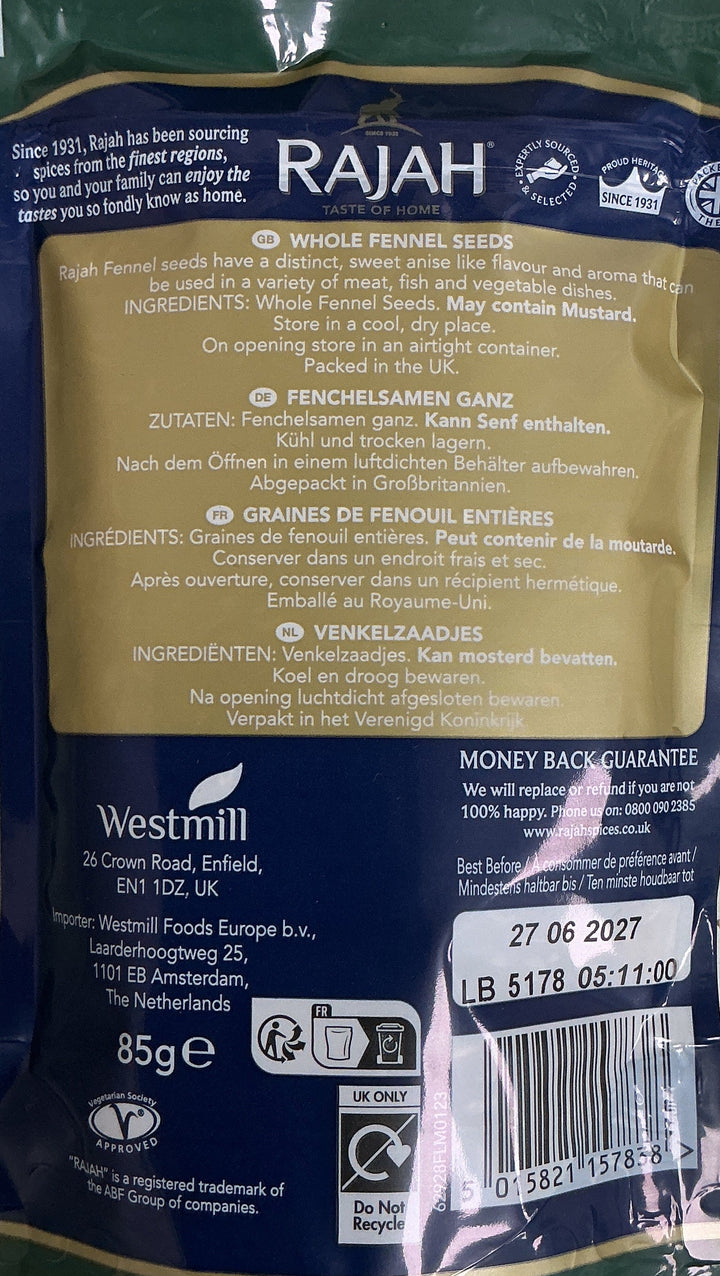 Since 1931, Rajah has been sourcing
spices from the finest regions,
so you and your family can enjoy the
tastes you so fondly know as home.
SINCE 1931
RAJAH®
TASTE OF HOME
EXPERTLY SOURCED
& SELECTED
PROUD HERITAGE
SINCE 1931
GB WHOLE FENNEL SEEDS
Rajah Fennel seeds have a distinct, sweet anise like flavour and aroma that can
be used in a variety of meat, fish and vegetable dishes.
INGREDIENTS: Whole Fennel Seeds. May contain Mustard.
Store in a cool, dry place.
On opening store in an airtight container.
Packed in the UK.
DE FENCHELSAMEN GANZ
ZUTATEN: Fenchelsamen ganz. Kann Senf enthalten.
Kühl und trocken lagern.
Nach dem Öffnen in einem luftdichten Behälter aufbewahren.
Abgepackt in Großbritannien.
FR GRAINES DE FENOUIL ENTIÈRES
INGRÉDIENTS: Graines de fenouil entières. Peut contenir de la moutarde.
Conserver dans un endroit frais et sec.
Après ouverture, conserver dans un récipient hermétique.
Emballé au Royaume-Uni.
NL VENKELZAADJES
INGREDIËNTEN: Venkelzaadjes. Kan mosterd bevatten.
Koel en droog bewaren.
Na opening luchtdicht afgesloten bewaren.
Verpakt in het Verenigd Koninkrijk
Westmill
26 Crown Road, Enfield,
EN1 1DZ, UK
Importer: Westmill Foods Europe b.v.,
Laarderhoogtweg 25,
1101 EB Amsterdam,
The Netherlands
85g e
Vegetarian Society
V®
APPROVED
"RAJAH" is a registered trademark of
the ABF Group of companies.
FR
UK ONLY
Do Not
Recycle
MONEY BACK GUARANTEE
We will replace or refund if you are not
100% happy. Phone us on: 0800 090 2385
www.rajahspices.co.uk
Best Before / A consommer de préférence avant /
Mindestens haltbar bis / Ten minste houdbaar tot
27 06 2027
LB 5178 05:11:00
5 015821 157838 >